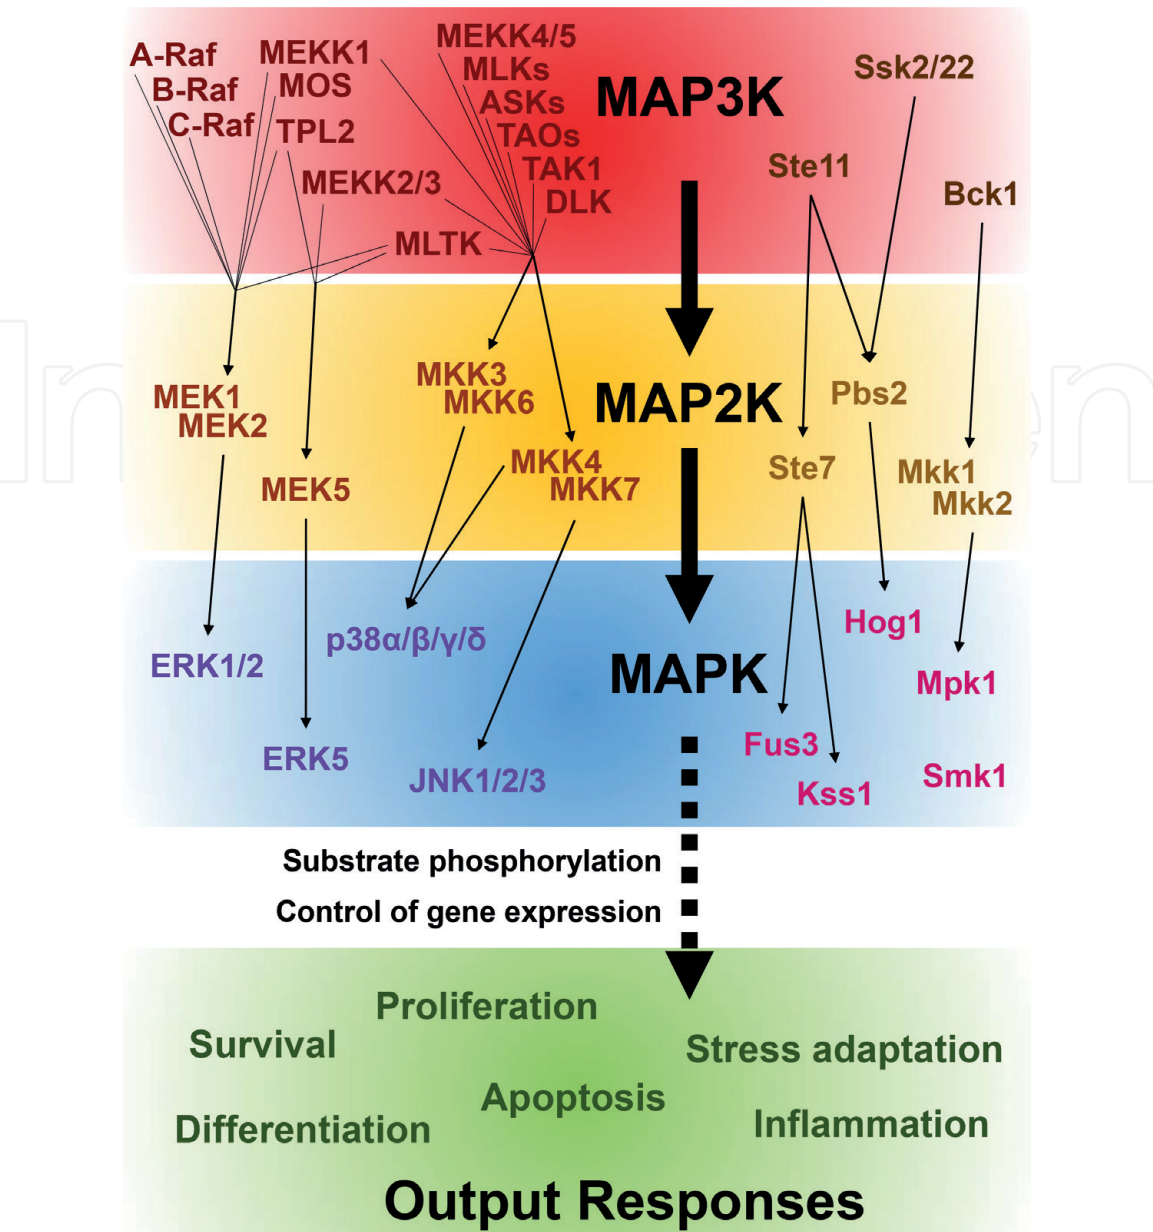 A-Raf
B-Raf
C-Raf
MEKK1
MOS
TPL2
MEKK2/3
MLTK
MEKK4/5
MLKs
ASKs
TAOs
TAK1
DLK
MAP3K
Ssk2/22
Ste11
Bck1
MEK1
MEK2
MEK5
MKK3
MKK6
MKK4
MKK7
MAP2K
Pbs2
Ste7
Mkk1
Mkk2
ERK1/2
ERK5
p38α/β/γ/δ
JNK1/2/3
MAPK
Hog1
Mpk1
Fus3
Kss1
Smk1
Substrate phosphorylation
Control of gene expression
Proliferation
Survival
Stress adaptation
Apoptosis
Differentiation
Inflammation
Output Responses